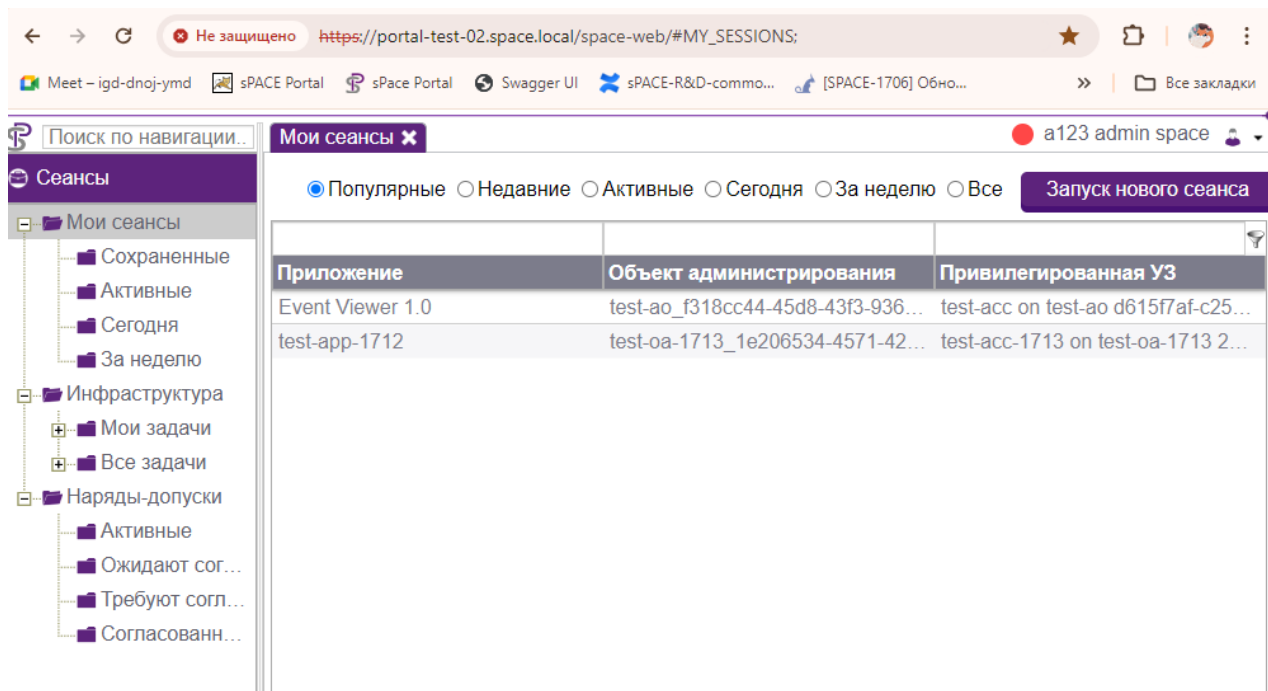 Не защищено https://portal-test-02.space.local/space-web/#MY_SESSIONS;
Meet – igd-dnoj-ymd sPACE Portal sPace Portal Swagger UI sPACE-R&D-commo... [SPACE-1706] Обно... » Все закладки
Поиск по навигации.. Мои сеансы a123 admin space
Сеансы
Популярные Недавние Активные Сегодня За неделю Все Запуск нового сеанса
Мои сеансы
Сохраненные
Активные
Сегодня
За неделю
Инфраструктура
Мои задачи
Все задачи
Наряды-допуски
Активные
Ожидают сог...
Требуют согл...
Согласованн...
Приложение Объект администрирования Привилегированная УЗ
Event Viewer 1.0 test-ao_f318cc44-45d8-43f3-936... test-acc on test-ao d615f7af-c25...
test-app-1712 test-oa-1713_1e206534-4571-42... test-acc-1713 on test-oa-1713 2...